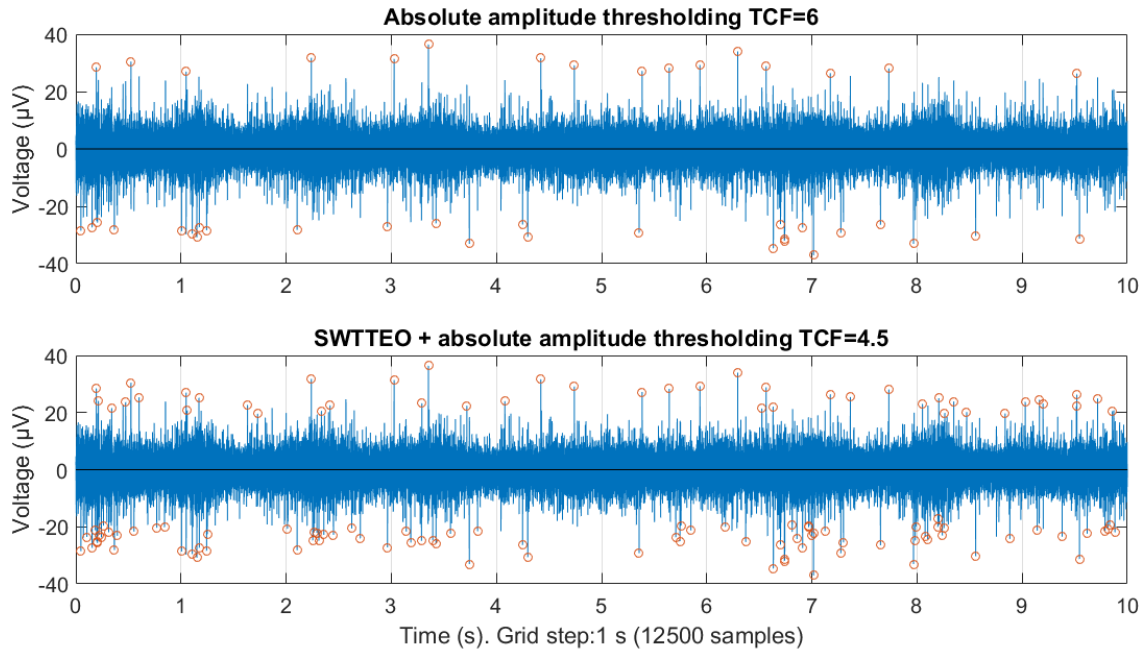 Absolute amplitude thresholding TCF=6
40
20
0
-20
-40
Voltage (µV)
0 1 2 3 4 5 6 7 8 9 10
SWTTEO + absolute amplitude thresholding TCF=4.5
40
20
0
-20
-40
Voltage (µV)
0 1 2 3 4 5 6 7 8 9 10
Time (s). Grid step:1 s (12500 samples)